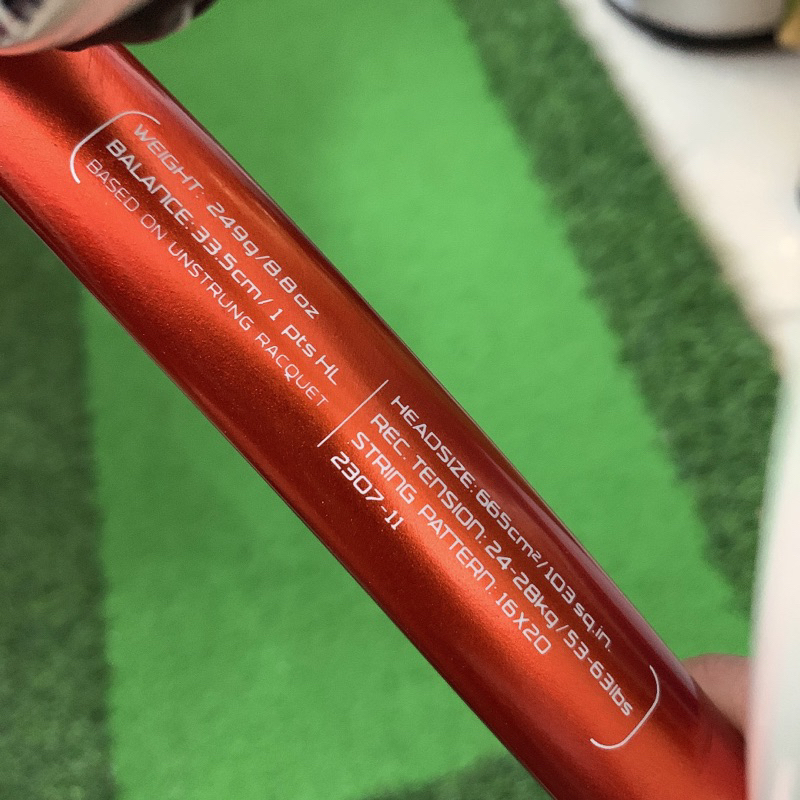 WEIGHT: 249g/8.8oz
BALANCE: 33.5cm/ 1 pts HL
BASED ON UNSTRUNG RACQUET
HEADSIZE: 665cm²/103 sq.in.
REC TENSION: 24-28kg/53-63lbs
STRING PATTERN: 16x20
2307-11